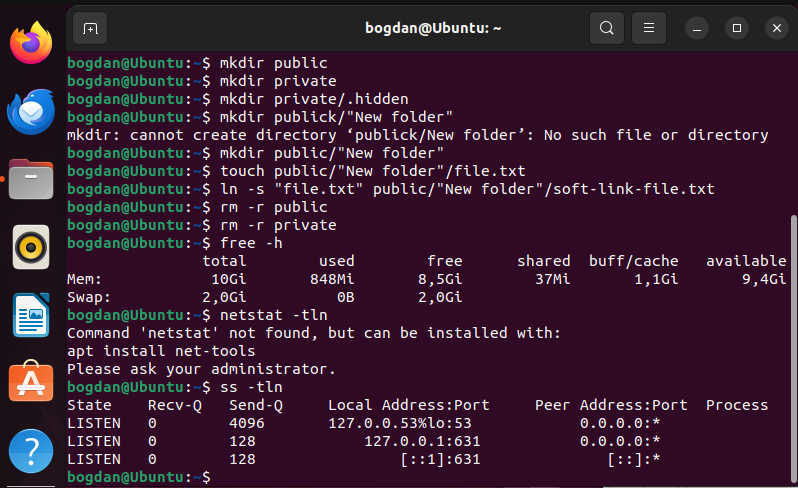 bogdan@Ubuntu: ~
bogdan@Ubuntu:~$ mkdir public
bogdan@Ubuntu:~$ mkdir private
bogdan@Ubuntu:~$ mkdir private/.hidden
bogdan@Ubuntu:~$ mkdir publick/"New folder"
mkdir: cannot create directory ‘publick/New folder’: No such file or directory
bogdan@Ubuntu:~$ mkdir public/"New folder"
bogdan@Ubuntu:~$ touch public/"New folder"/file.txt
bogdan@Ubuntu:~$ ln -s "file.txt" public/"New folder"/soft-link-file.txt
bogdan@Ubuntu:~$ rm -r public
bogdan@Ubuntu:~$ rm -r private
bogdan@Ubuntu:~$ free -h
total used free shared buff/cache available
Mem: 10Gi 848Mi 8,5Gi 37Mi 1,1Gi 9,4Gi
Swap: 2,0Gi 0B 2,0Gi
bogdan@Ubuntu:~$ netstat -tln
Command 'netstat' not found, but can be installed with:
apt install net-tools
Please ask your administrator.
bogdan@Ubuntu:~$ ss -tln
State Recv-Q Send-Q Local Address:Port Peer Address:Port Process
LISTEN 0 4096 127.0.0.53%lo:53 0.0.0.0:*
LISTEN 0 128 127.0.0.1:631 0.0.0.0:*
LISTEN 0 128 [::1]:631 [::]:*
bogdan@Ubuntu:~$